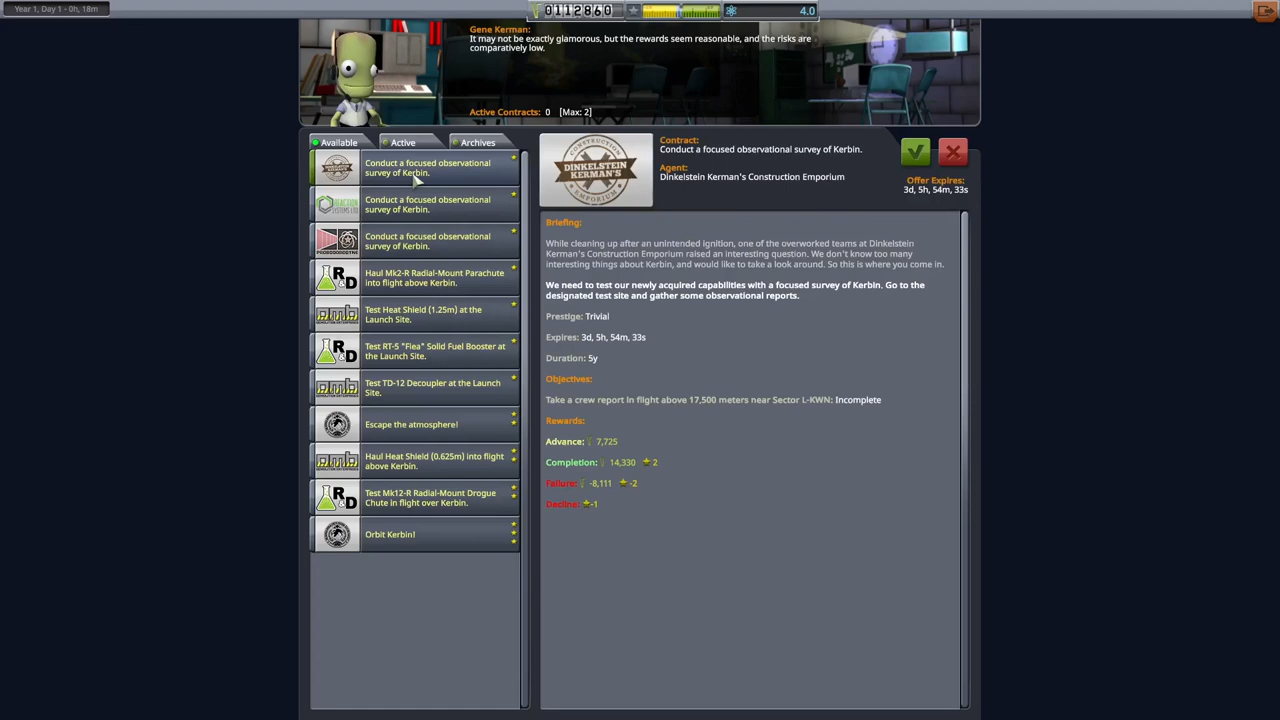 Year 1, Day 1 - 0h, 18m
0112860
4.0
Gene Kerman:
It may not be exactly glamorous, but the rewards seem reasonable, and the risks are
comparatively low.
Active Contracts: 0 [Max: 2]
Available
Active
Archives
Conduct a focused observational
survey of Kerbin.
Conduct a focused observational
survey of Kerbin.
Conduct a focused observational
survey of Kerbin.
R&D
Haul Mk2-R Radial-Mount Parachute
into flight above Kerbin.
Test Heat Shield (1.25m) at the
Launch Site.
R&D
Test RT-5 "Flea" Solid Fuel Booster at
the Launch Site.
Test TD-12 Decoupler at the Launch
Site.
Escape the atmosphere!
Haul Heat Shield (0.625m) into flight
above Kerbin.
R&D
Test Mk12-R Radial-Mount Drogue
Chute in flight over Kerbin.
Orbit Kerbin!
CONSTRUCTION
DINKELSTEIN
KERMAN'S
EMPORIUM
Contract:
Conduct a focused observational survey of Kerbin.
Agent:
Dinkelstein Kerman's Construction Emporium
Offer Expires:
3d, 5h, 54m, 33s
Briefing:
While cleaning up after an unintended ignition, one of the overworked teams at Dinkelstein
Kerman's Construction Emporium raised an interesting question. We don't know too many
interesting things about Kerbin, and would like to take a look around. So this is where you come in.
We need to test our newly acquired capabilities with a focused survey of Kerbin. Go to the
designated test site and gather some observational reports.
Prestige: Trivial
Expires: 3d, 5h, 54m, 33s
Duration: 5y
Objectives:
Take a crew report in flight above 17,500 meters near Sector L-KWN: Incomplete
Rewards:
Advance: 7,725
Completion: 14,330 2
Failure: -8,111 -2
Decline: -1